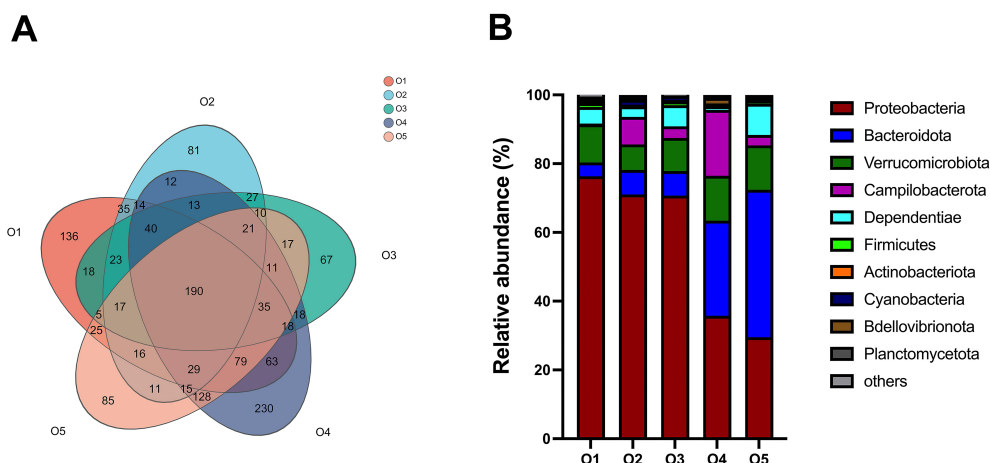 A
B
O1
O2
O3
O4
O5
O2
81
12
27
35
14
13
10
O1
136
40
21
17
O3
23
11
67
18
190
17
35
5
18
25
18
16
79
63
29
11
15
85
128
230
O5
O4
Relative abundance (%)
100
80
60
40
20
0
O1 O2 O3 O4 O5
Proteobacteria
Bacteroidota
Verrucomicrobiota
Campilobacterota
Dependentiae
Firmicutes
Actinobacteriota
Cyanobacteria
Bdellovibrionota
Planctomycetota
others